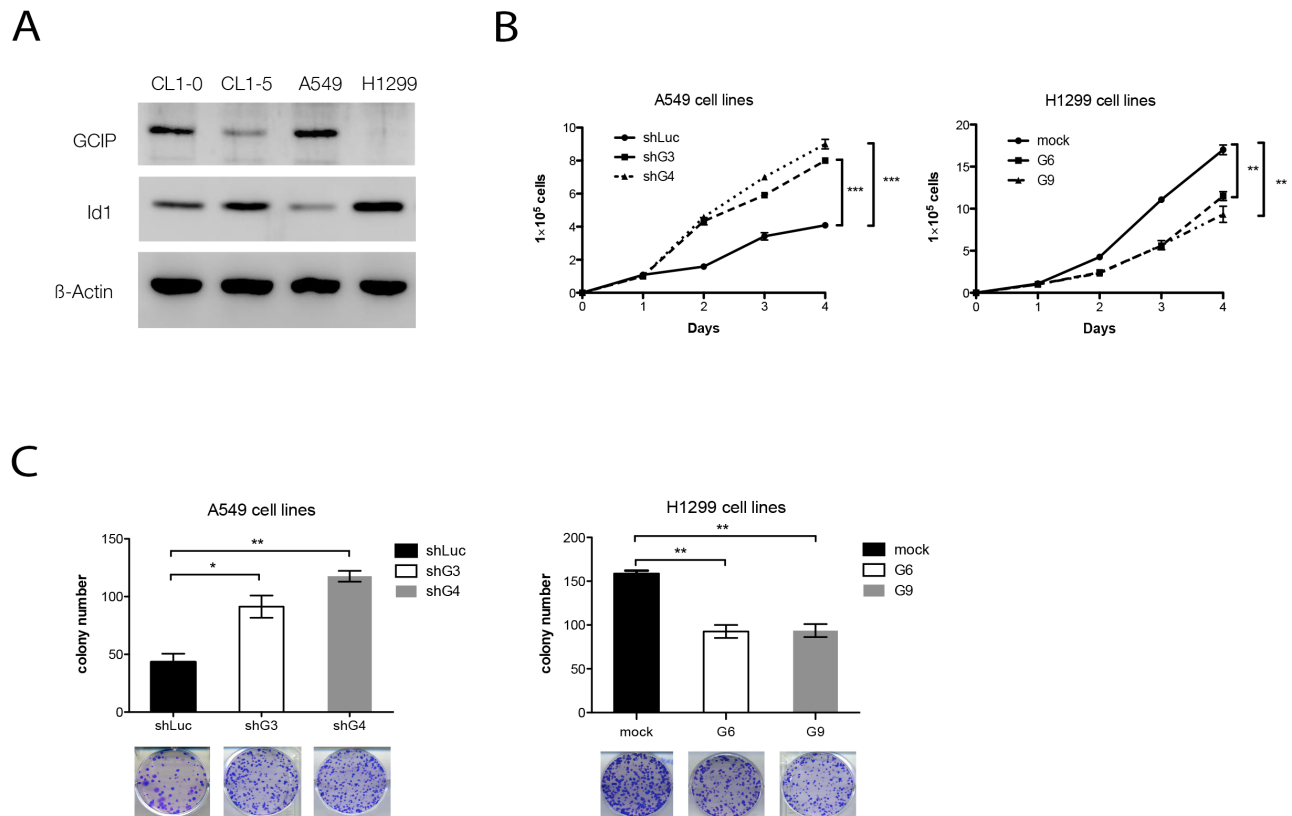 A
CL1-0 CL1-5 A549 H1299
GCIP
Id1
ß-Actin
B
A549 cell lines
1×10⁵ cells
10
8
6
4
2
0
0 1 2 3 4
Days
shLuc
shG3
shG4
***
***
H1299 cell lines
1×10⁵ cells
20
15
10
5
0
0 1 2 3 4
Days
mock
G6
G9
**
**
C
A549 cell lines
colony number
150
100
50
0
**
*
shLuc shG3 shG4
shLuc
shG3
shG4
H1299 cell lines
colony number
200
150
100
50
0
**
**
mock G6 G9
mock
G6
G9